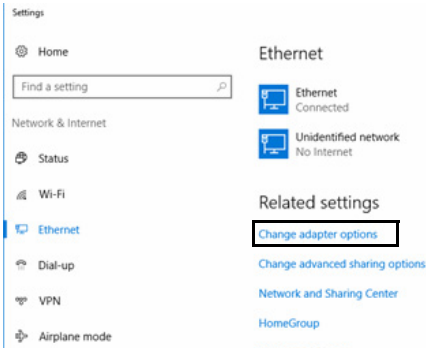 Settings
Home
Find a setting
Network & Internet
Status
Wi-Fi
Ethernet
Dial-up
VPN
Airplane mode
Ethernet
Ethernet
Connected
Unidentified network
No Internet
Related settings
Change adapter options
Change advanced sharing options
Network and Sharing Center
HomeGroup